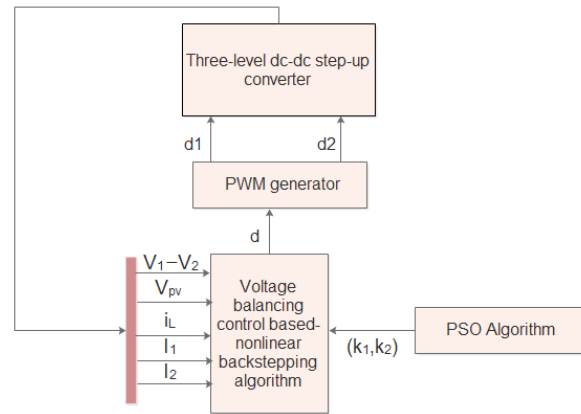 Three-level dc-dc step-up
converter
d1
d2
PWM generator
d
V₁−V₂
Vpv
iL
I₁
I₂
Voltage
balancing
control based-
nonlinear
backstepping
algorithm
(k₁,k₂)
PSO Algorithm